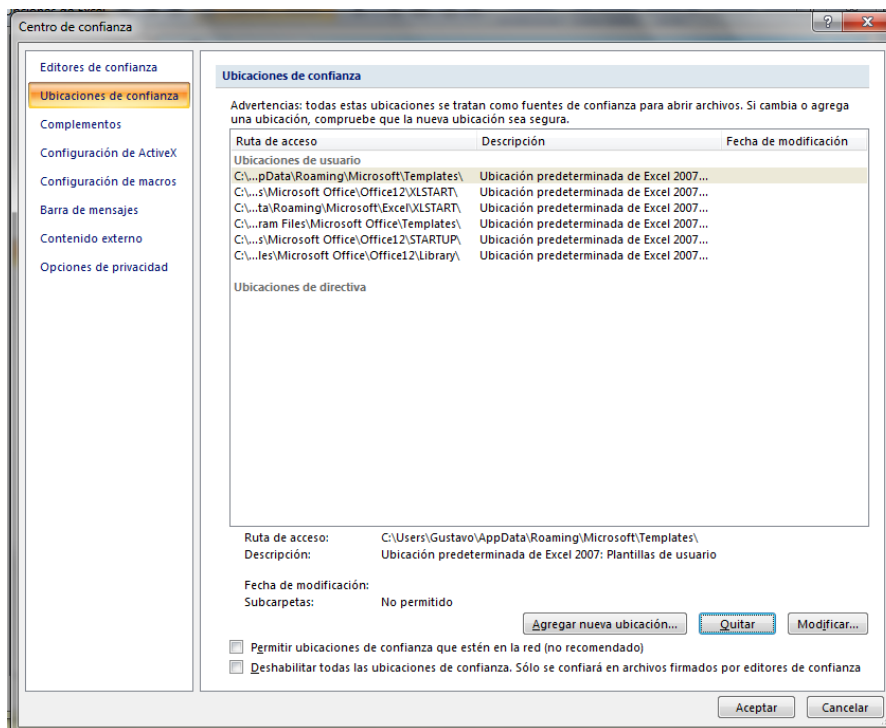 Centro de confianza
Editores de confianza
Ubicaciones de confianza
Complementos
Configuración de ActiveX
Configuración de macros
Barra de mensajes
Contenido externo
Opciones de privacidad
Ubicaciones de confianza
Advertencias: todas estas ubicaciones se tratan como fuentes de confianza para abrir archivos. Si cambia o agrega
una ubicación, compruebe que la nueva ubicación sea segura.
Ruta de acceso Descripción Fecha de modificación
Ubicaciones de usuario
C:\...pData\Roaming\Microsoft\Templates\ Ubicación predeterminada de Excel 2007...
C:\...s\Microsoft Office\Office12\XLSTART\ Ubicación predeterminada de Excel 2007...
C:\...ta\Roaming\Microsoft\Excel\XLSTART\ Ubicación predeterminada de Excel 2007...
C:\...ram Files\Microsoft Office\Templates\ Ubicación predeterminada de Excel 2007...
C:\...s\Microsoft Office\Office12\STARTUP\ Ubicación predeterminada de Excel 2007...
C:\...les\Microsoft Office\Office12\Library\ Ubicación predeterminada de Excel 2007...
Ubicaciones de directiva
Ruta de acceso: C:\Users\Gustavo\AppData\Roaming\Microsoft\Templates\
Descripción: Ubicación predeterminada de Excel 2007: Plantillas de usuario
Fecha de modificación:
Subcarpetas: No permitido
Agregar nueva ubicación... Quitar Modificar...
Permitir ubicaciones de confianza que estén en la red (no recomendado)
Deshabilitar todas las ubicaciones de confianza. Sólo se confiará en archivos firmados por editores de confianza
Aceptar Cancelar